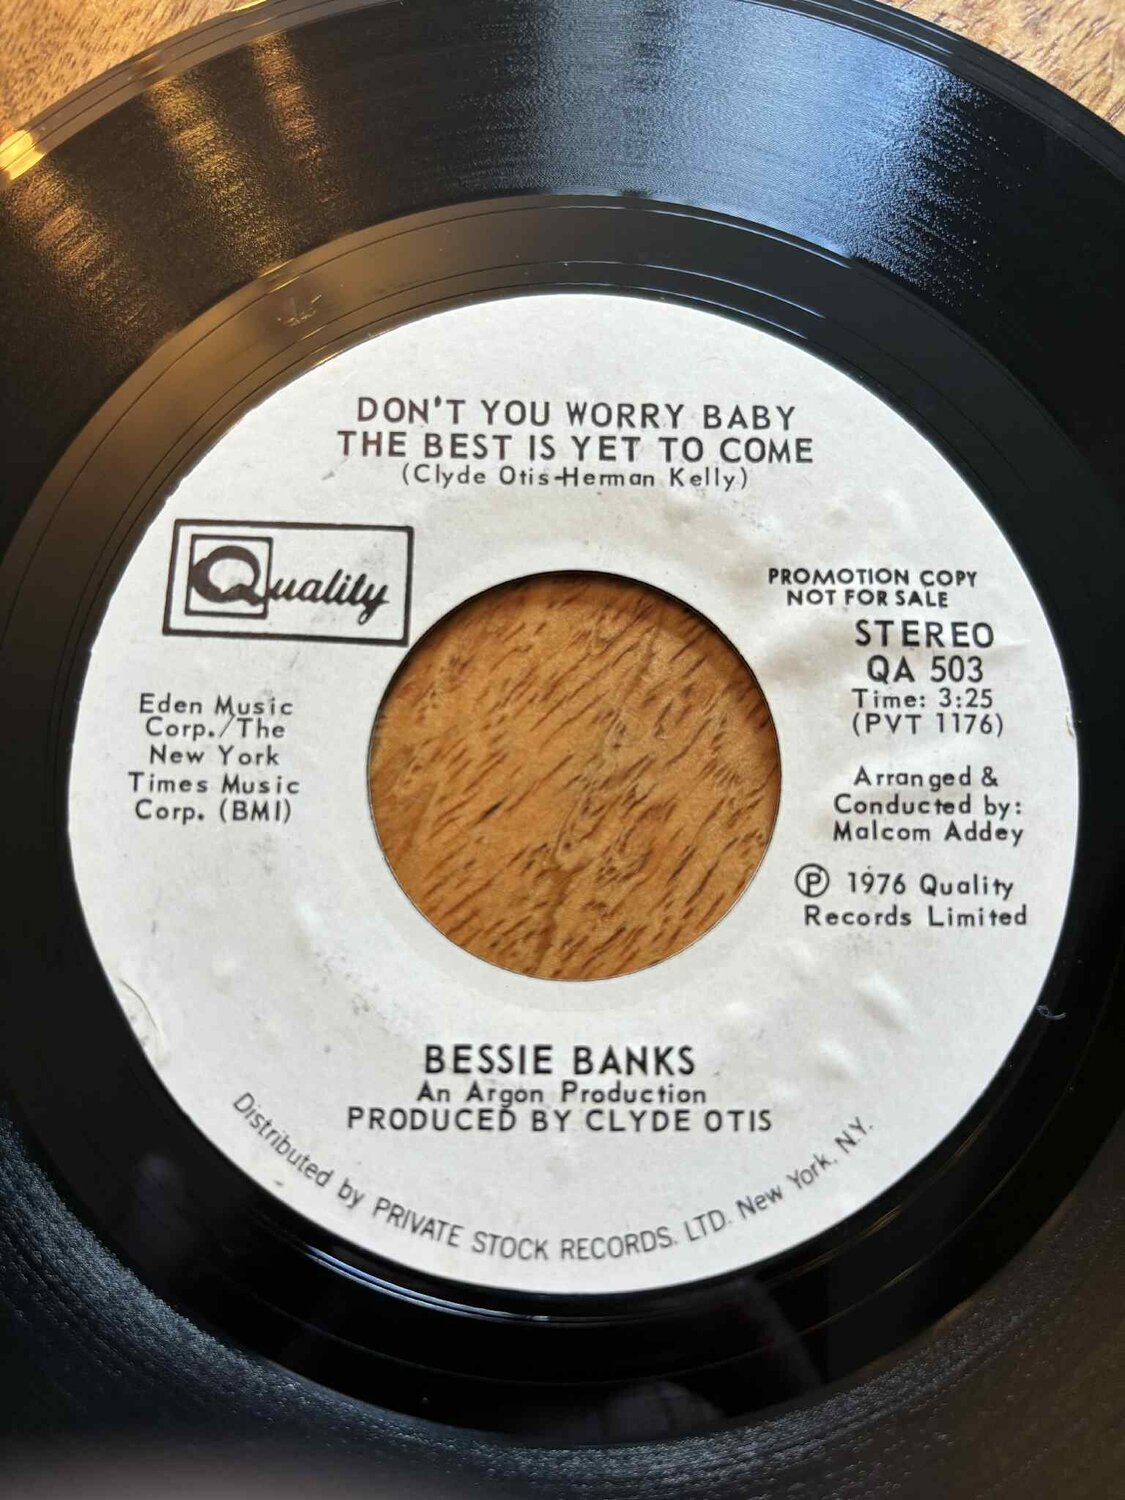 DON'T YOU WORRY BABY
THE BEST IS YET TO COME
(Clyde Otis-Herman Kelly)
Quality
PROMOTION COPY
NOT FOR SALE
STEREO
QA 503
Time: 3:25
(PVT 1176)
Eden Music
Corp./The
New York
Times Music
Corp. (BMI)
Arranged &
Conducted by:
Malcom Addey
Ⓟ 1976 Quality
Records Limited
BESSIE BANKS
An Argon Production
PRODUCED BY CLYDE OTIS
Distributed by PRIVATE STOCK RECORDS, LTD. New York, N.Y.